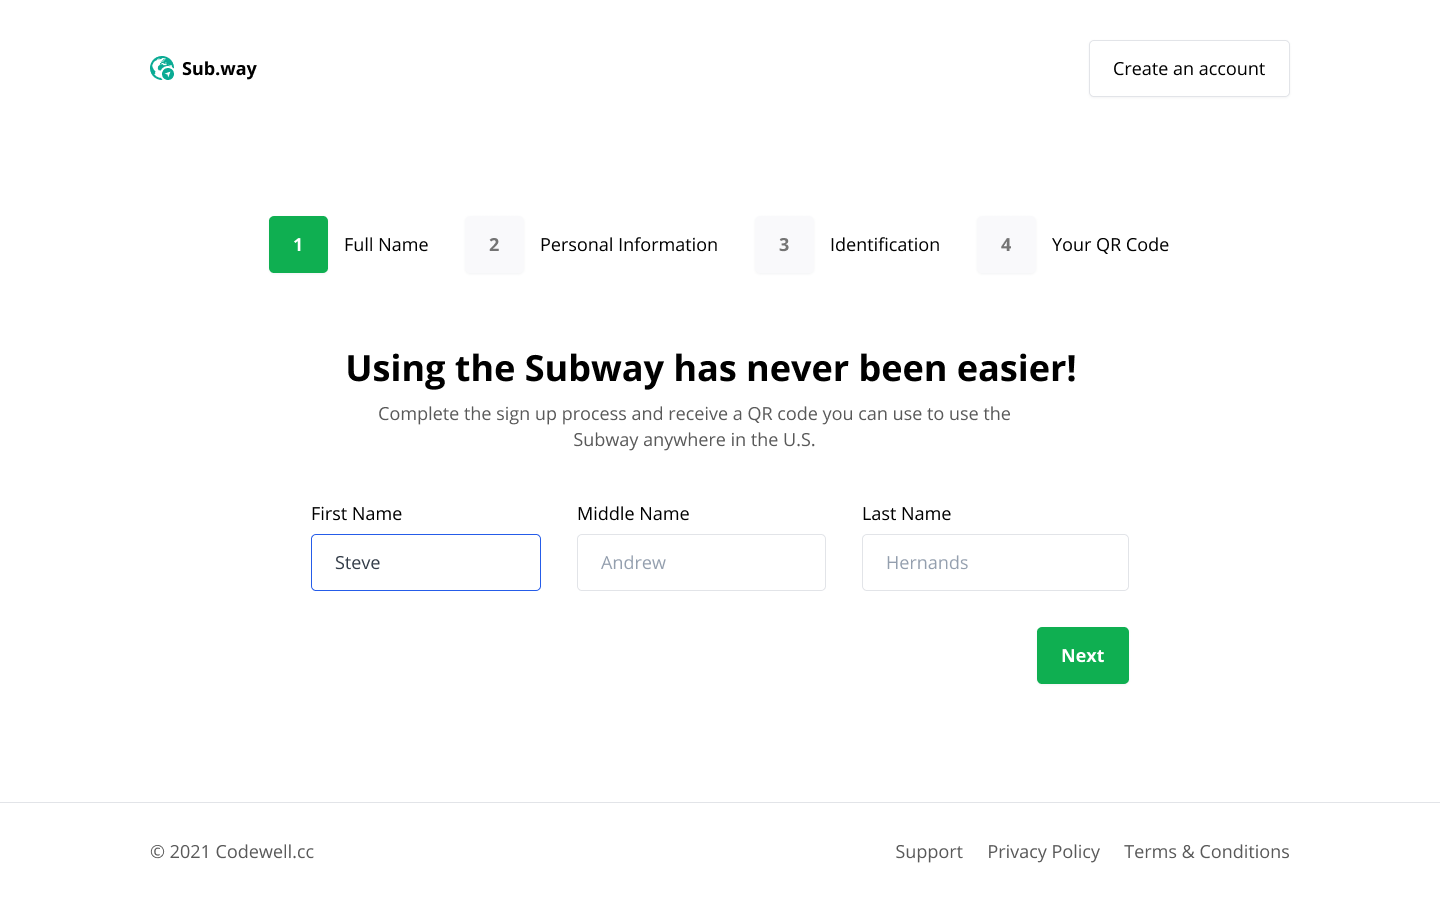 Sub.way
Create an account
1 Full Name 2 Personal Information 3 Identification 4 Your QR Code
Using the Subway has never been easier!
Complete the sign up process and receive a QR code you can use to use the
Subway anywhere in the U.S.
First Name Middle Name Last Name
Steve Andrew Hernands
Next
© 2021 Codewell.cc
Support Privacy Policy Terms & Conditions